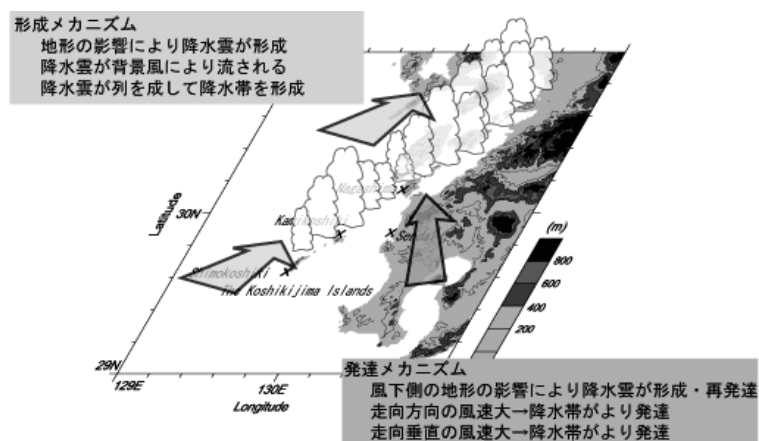 形成メカニズム
地形の影響により降水雲が形成
降水雲が背景風により流される
降水雲が列を成して降水帯を形成
Nagashima
30N
Latitude
(m)
800
The Koshikijima Islands
600
400
200
29N
129E
130E
Longitude
発達メカニズム
風下側の地形の影響により降水雲が形成・再発達
走向方向の風速大→降水帯がより発達
走向垂直の風速大→降水帯がより発達